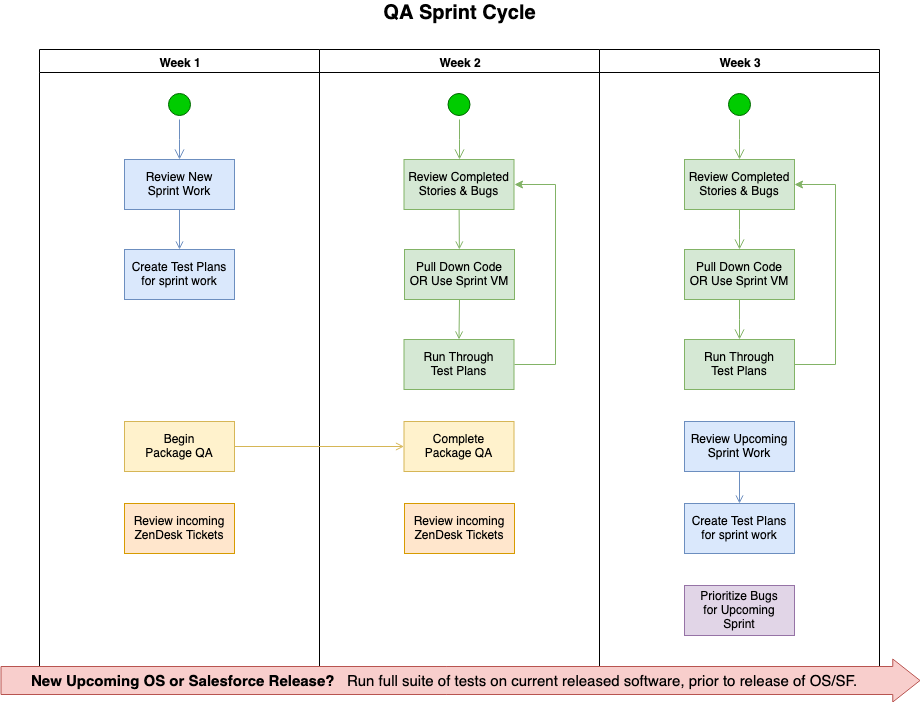 QA Sprint Cycle
Week 1
Week 2
Week 3
Review New
Sprint Work
Create Test Plans
for sprint work
Begin
Package QA
Review incoming
ZenDesk Tickets
Review Completed
Stories & Bugs
Pull Down Code
OR Use Sprint VM
Run Through
Test Plans
Complete
Package QA
Review incoming
ZenDesk Tickets
Review Completed
Stories & Bugs
Pull Down Code
OR Use Sprint VM
Run Through
Test Plans
Review Upcoming
Sprint Work
Create Test Plans
for sprint work
Prioritize Bugs
for Upcoming
Sprint
New Upcoming OS or Salesforce Release? Run full suite of tests on current released software, prior to release of OS/SF.